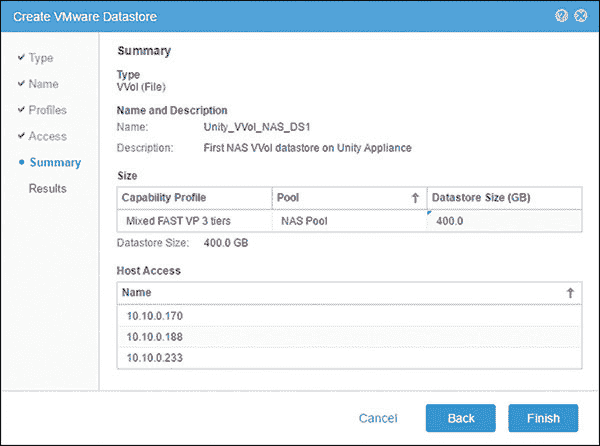 Create VMware Datastore
Type
Name
Profiles
Access
Summary
Results
Summary
Type
VVol (File)
Name and Description
Name: Unity_VVol_NAS_DS1
Description: First NAS VVol datastore on Unity Appliance
Size
Capability Profile Pool Datastore Size (GB)
Mixed FAST VP 3 tiers NAS Pool 400.0
Datastore Size: 400.0 GB
Host Access
Name
10.10.0.170
10.10.0.188
10.10.0.233
Cancel Back Finish